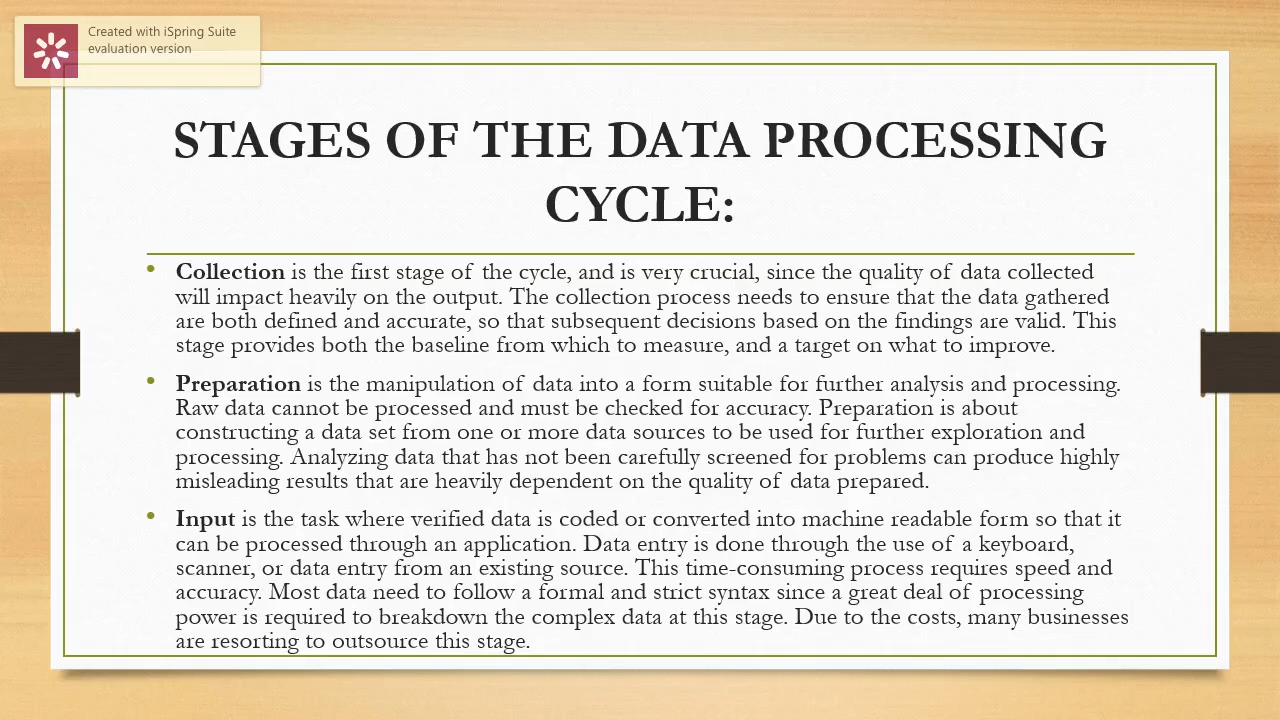 Created with iSpring Suite
evaluation version
STAGES OF THE DATA PROCESSING
CYCLE:
• Collection is the first stage of the cycle, and is very crucial, since the quality of data collected
will impact heavily on the output. The collection process needs to ensure that the data gathered
are both defined and accurate, so that subsequent decisions based on the findings are valid. This
stage provides both the baseline from which to measure, and a target on what to improve.
• Preparation is the manipulation of data into a form suitable for further analysis and processing.
Raw data cannot be processed and must be checked for accuracy. Preparation is about
constructing a data set from one or more data sources to be used for further exploration and
processing. Analyzing data that has not been carefully screened for problems can produce highly
misleading results that are heavily dependent on the quality of data prepared.
• Input is the task where verified data is coded or converted into machine readable form so that it
can be processed through an application. Data entry is done through the use of a keyboard,
scanner, or data entry from an existing source. This time-consuming process requires speed and
accuracy. Most data need to follow a formal and strict syntax since a great deal of processing
power is required to breakdown the complex data at this stage. Due to the costs, many businesses
are resorting to outsource this stage.